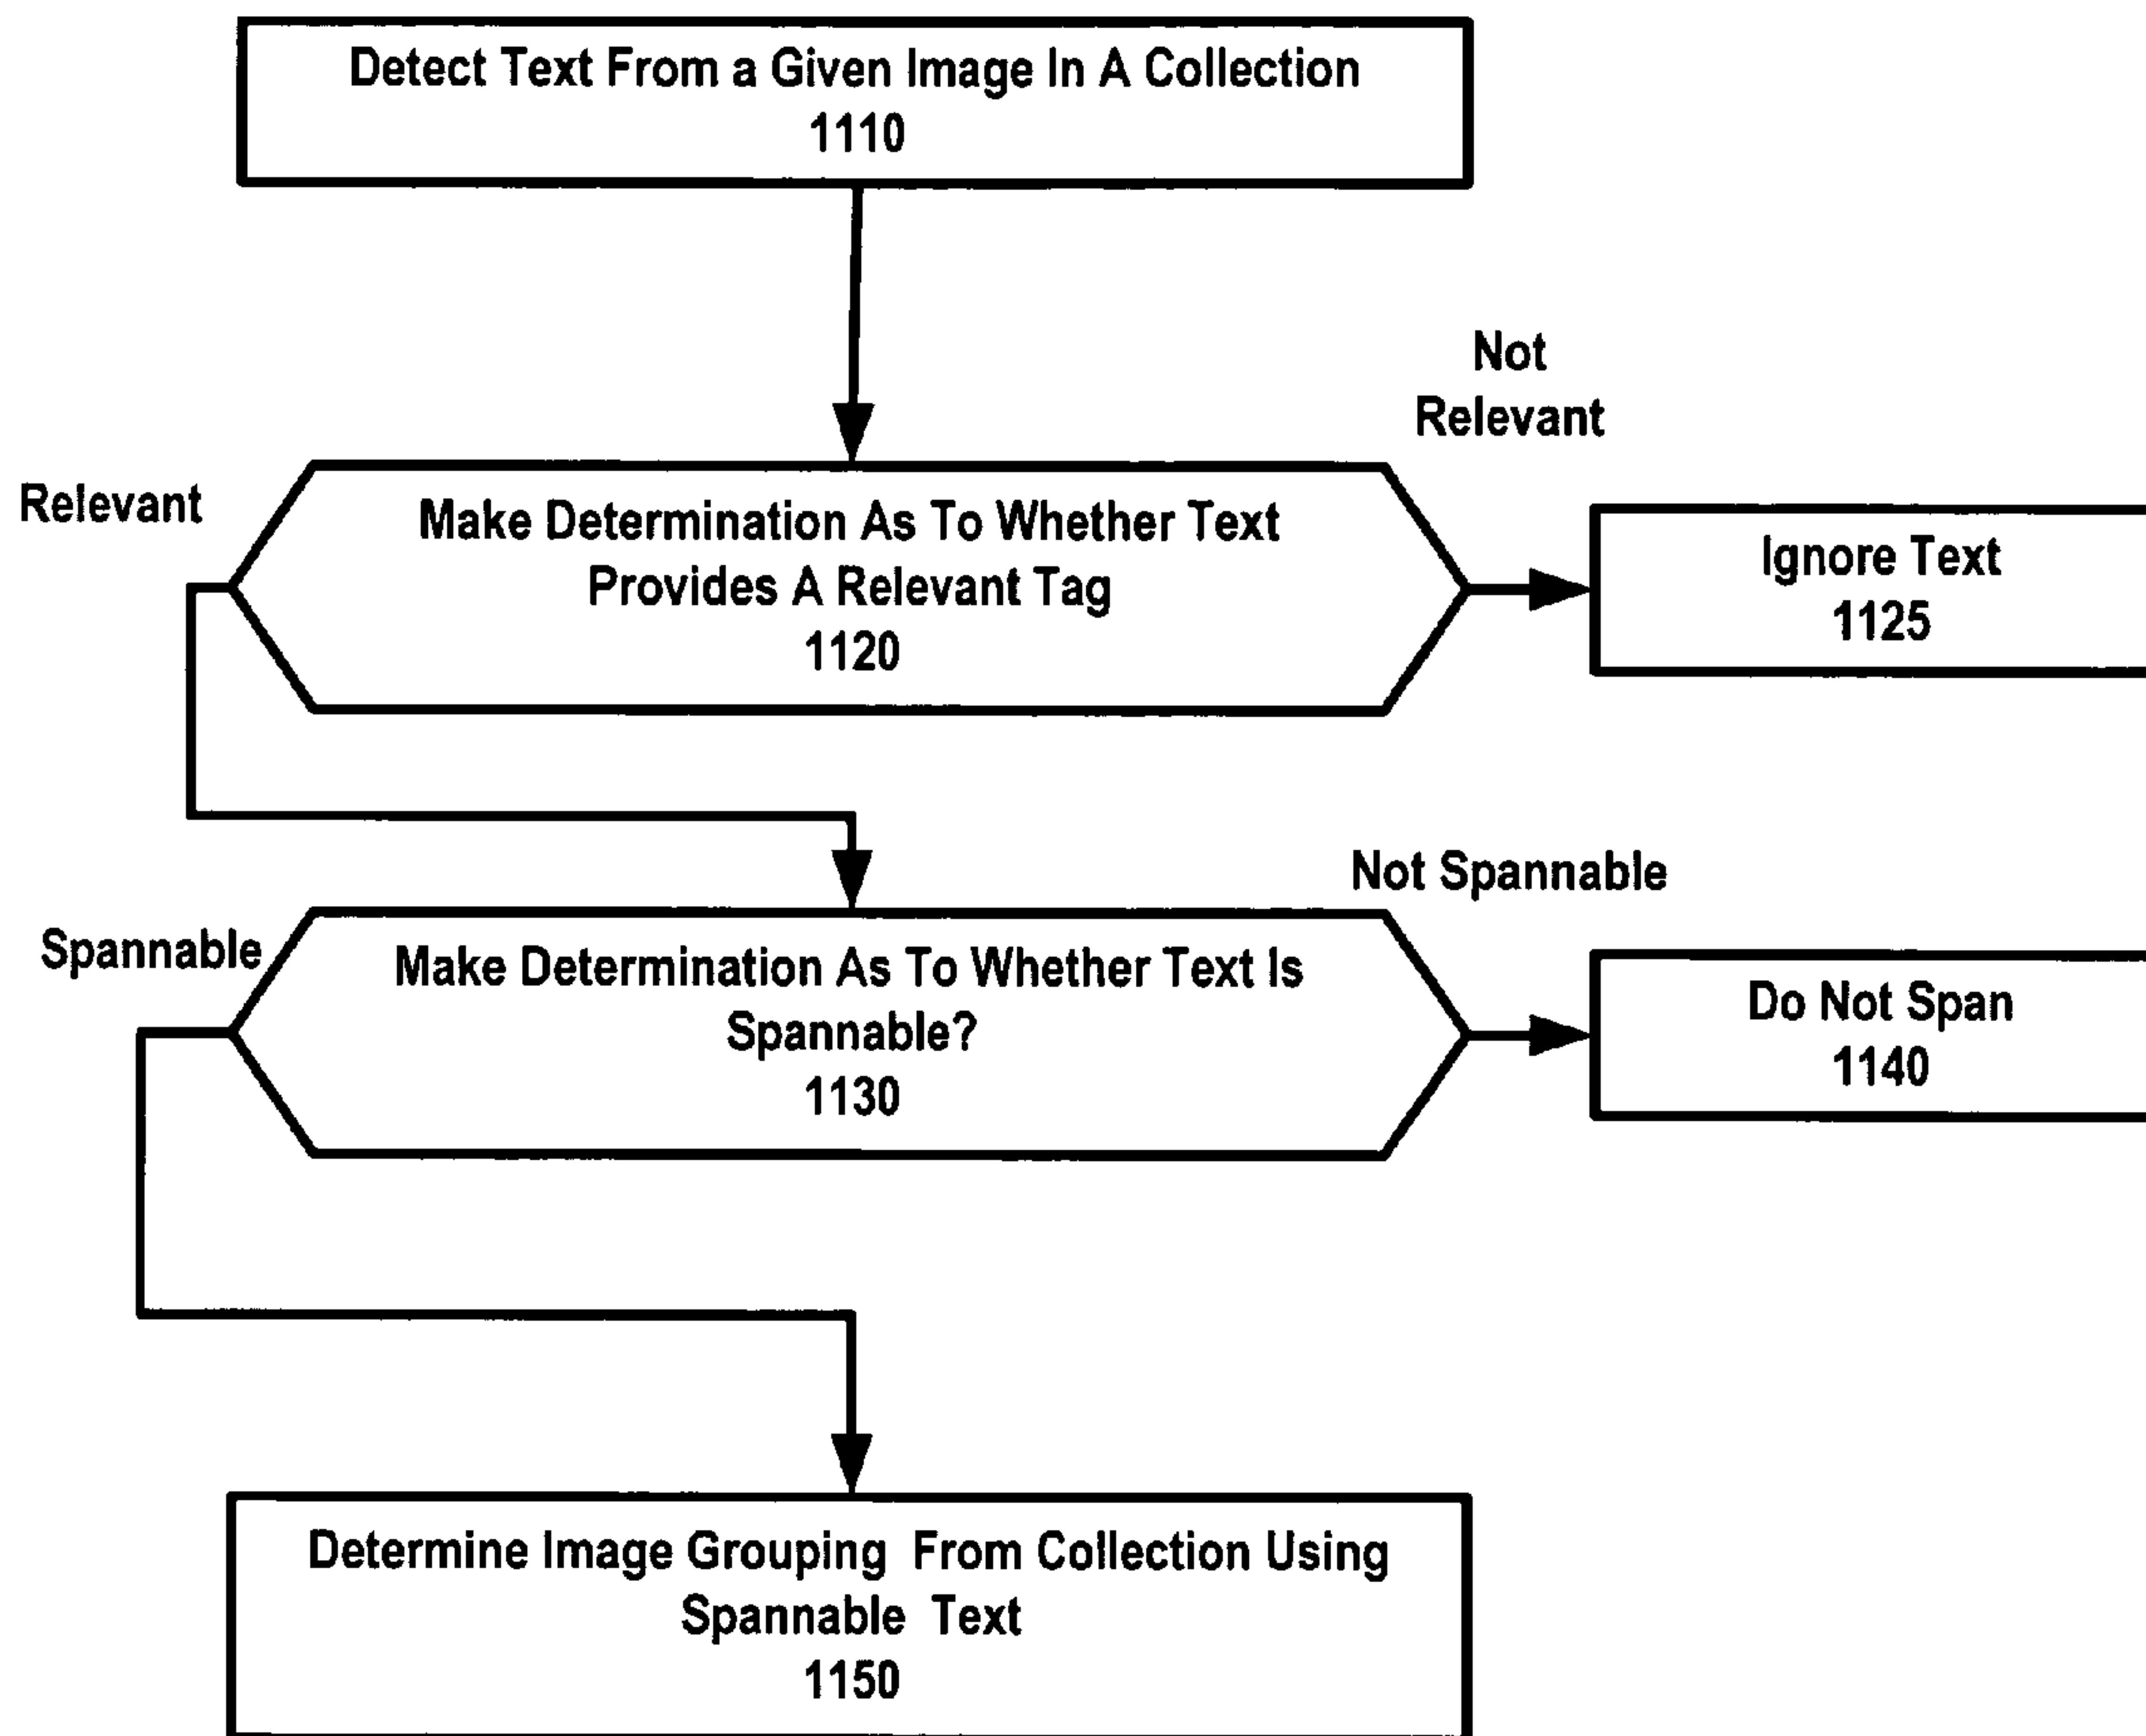 Detect Text From a Given Image In A Collection
1110
Not
Relevant
Relevant
Make Determination As To Whether Text
Provides A Relevant Tag
1120
Ignore Text
1125
Not Spannable
Spannable
Make Determination As To Whether Text Is
Spannable?
1130
Do Not Span
1140
Determine Image Grouping From Collection Using
Spannable Text
1150